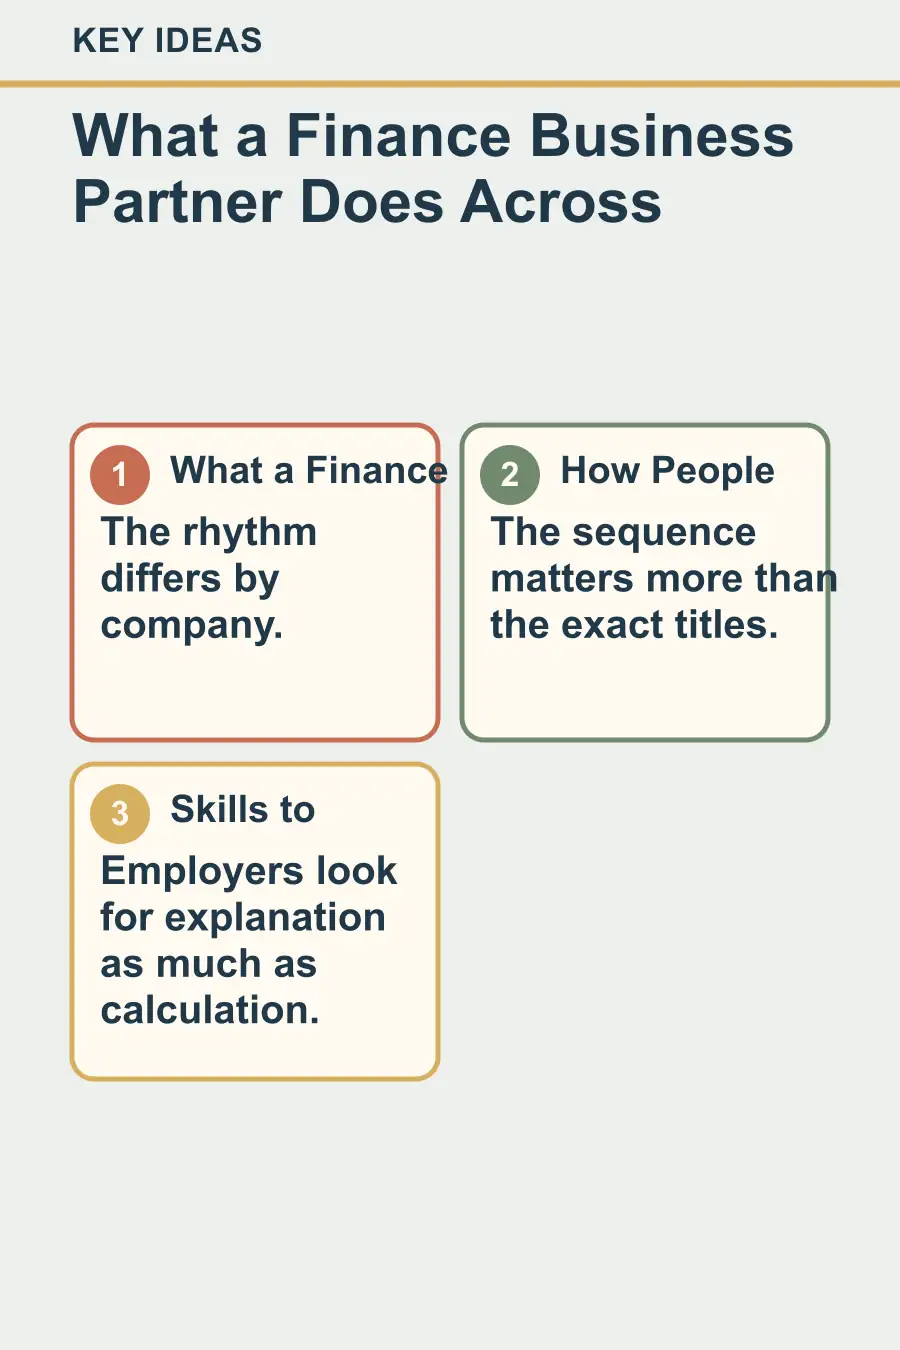 KEY IDEAS
What a Finance Business
Partner Does Across
1
What a Finance
The rhythm
differs by
company.
2
How People
The sequence
matters more than
the exact titles.
3
Skills to
Employers look
for explanation
as much as
calculation.